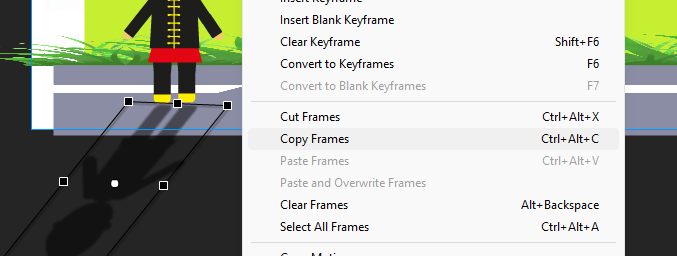 Insert Keyframe
Insert Blank Keyframe
Clear Keyframe Shift+F6
Convert to Keyframes F6
Convert to Blank Keyframes F7
Cut Frames Ctrl+Alt+X
Copy Frames Ctrl+Alt+C
Paste Frames Ctrl+Alt+V
Paste and Overwrite Frames
Clear Frames Alt+Backspace
Select All Frames Ctrl+Alt+A